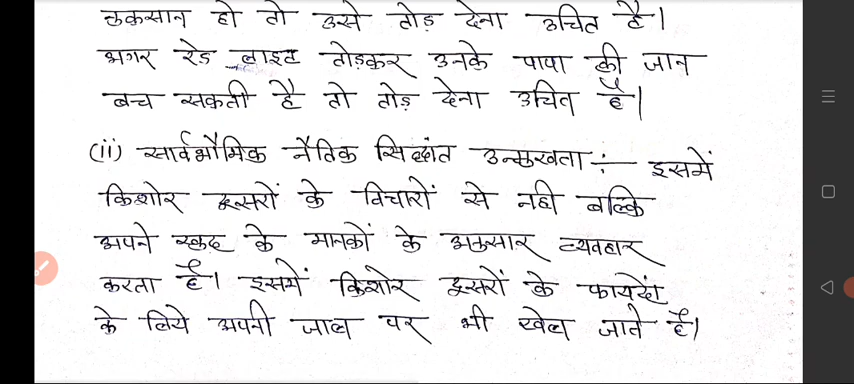 नुकसान हो तो उसे तोड़ देना उचित है।
अगर रेड लाइट तोड़कर उनके पापा की जान
बच सकती है तो तोड़ देना उचित है।
(ii) सार्वभौमिक नैतिक सिद्धांत उन्मुखता :- इसमें
किशोर दूसरों के विचारों से नही बल्कि
अपने खुद के मानकों के अनुसार व्यवहार
करता है। इसमें किशोर दूसरों के फायदें
के लिये अपनी जान पर भी खेल जाते है।